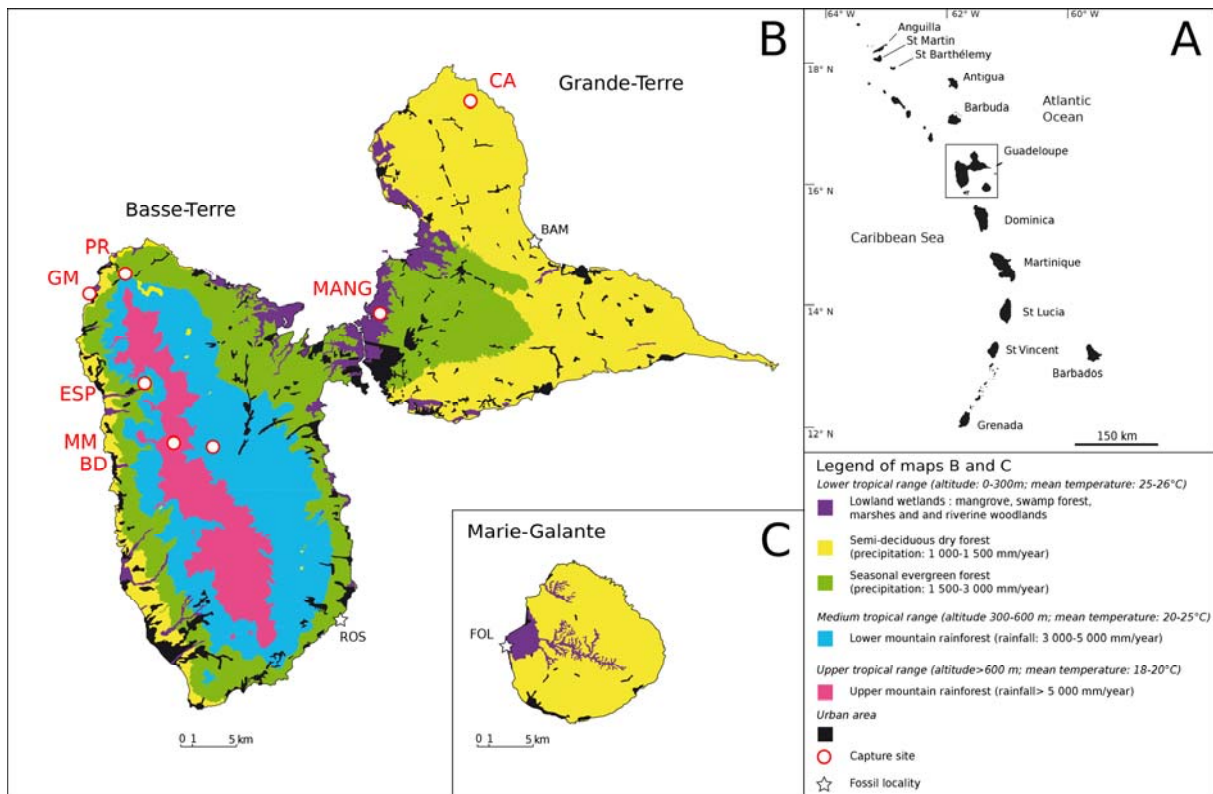 B
Grande-Terre
CA
Basse-Terre
BAM
PR
GM
MANG
ESP
MM
BD
ROS
0 1 5 km
Marie-Galante
C
FOL
0 1 5 km
64° W
62° W
60° W
A
Anguilla
St Martin
St Barthélemy
18° N
Antigua
Barbuda
Atlantic
Ocean
Guadeloupe
16° N
Dominica
Caribbean Sea
Martinique
14° N
St Lucia
St Vincent
Barbados
12° N
Grenada
150 km
Legend of maps B and C
Lower tropical range (altitude: 0-300m; mean temperature: 25-26°C)
Lowland wetlands : mangrove, swamp forest,
marshes and and riverine woodlands
Semi-deciduous dry forest
(precipitation: 1 000-1 500 mm/year)
Seasonal evergreen forest
(precipitation: 1 500-3 000 mm/year)
Medium tropical range (altitude 300-600 m; mean temperature: 20-25°C)
Lower mountain rainforest (rainfall: 3 000-5 000 mm/year)
Upper tropical range (altitude>600 m; mean temperature: 18-20°C)
Upper mountain rainforest (rainfall> 5 000 mm/year)
Urban area
Capture site
Fossil locality